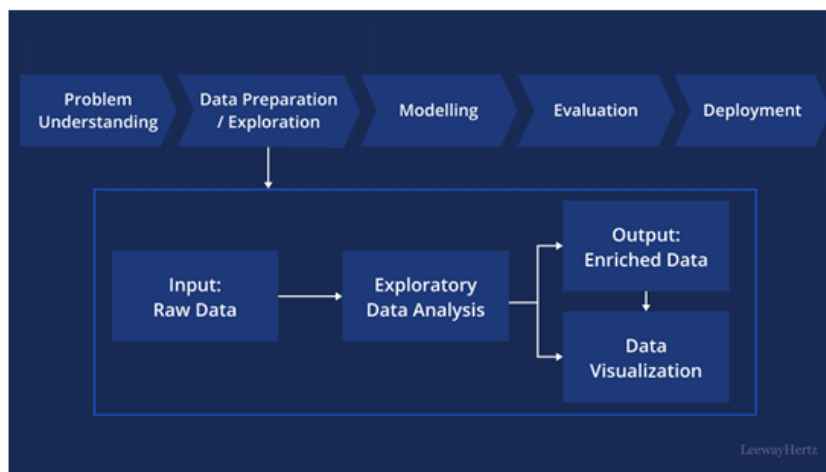 Problem
Understanding
Data Preparation
/ Exploration
Modelling
Evaluation
Deployment
Input:
Raw Data
Exploratory
Data Analysis
Output:
Enriched Data
Data
Visualization
LeewayHertz